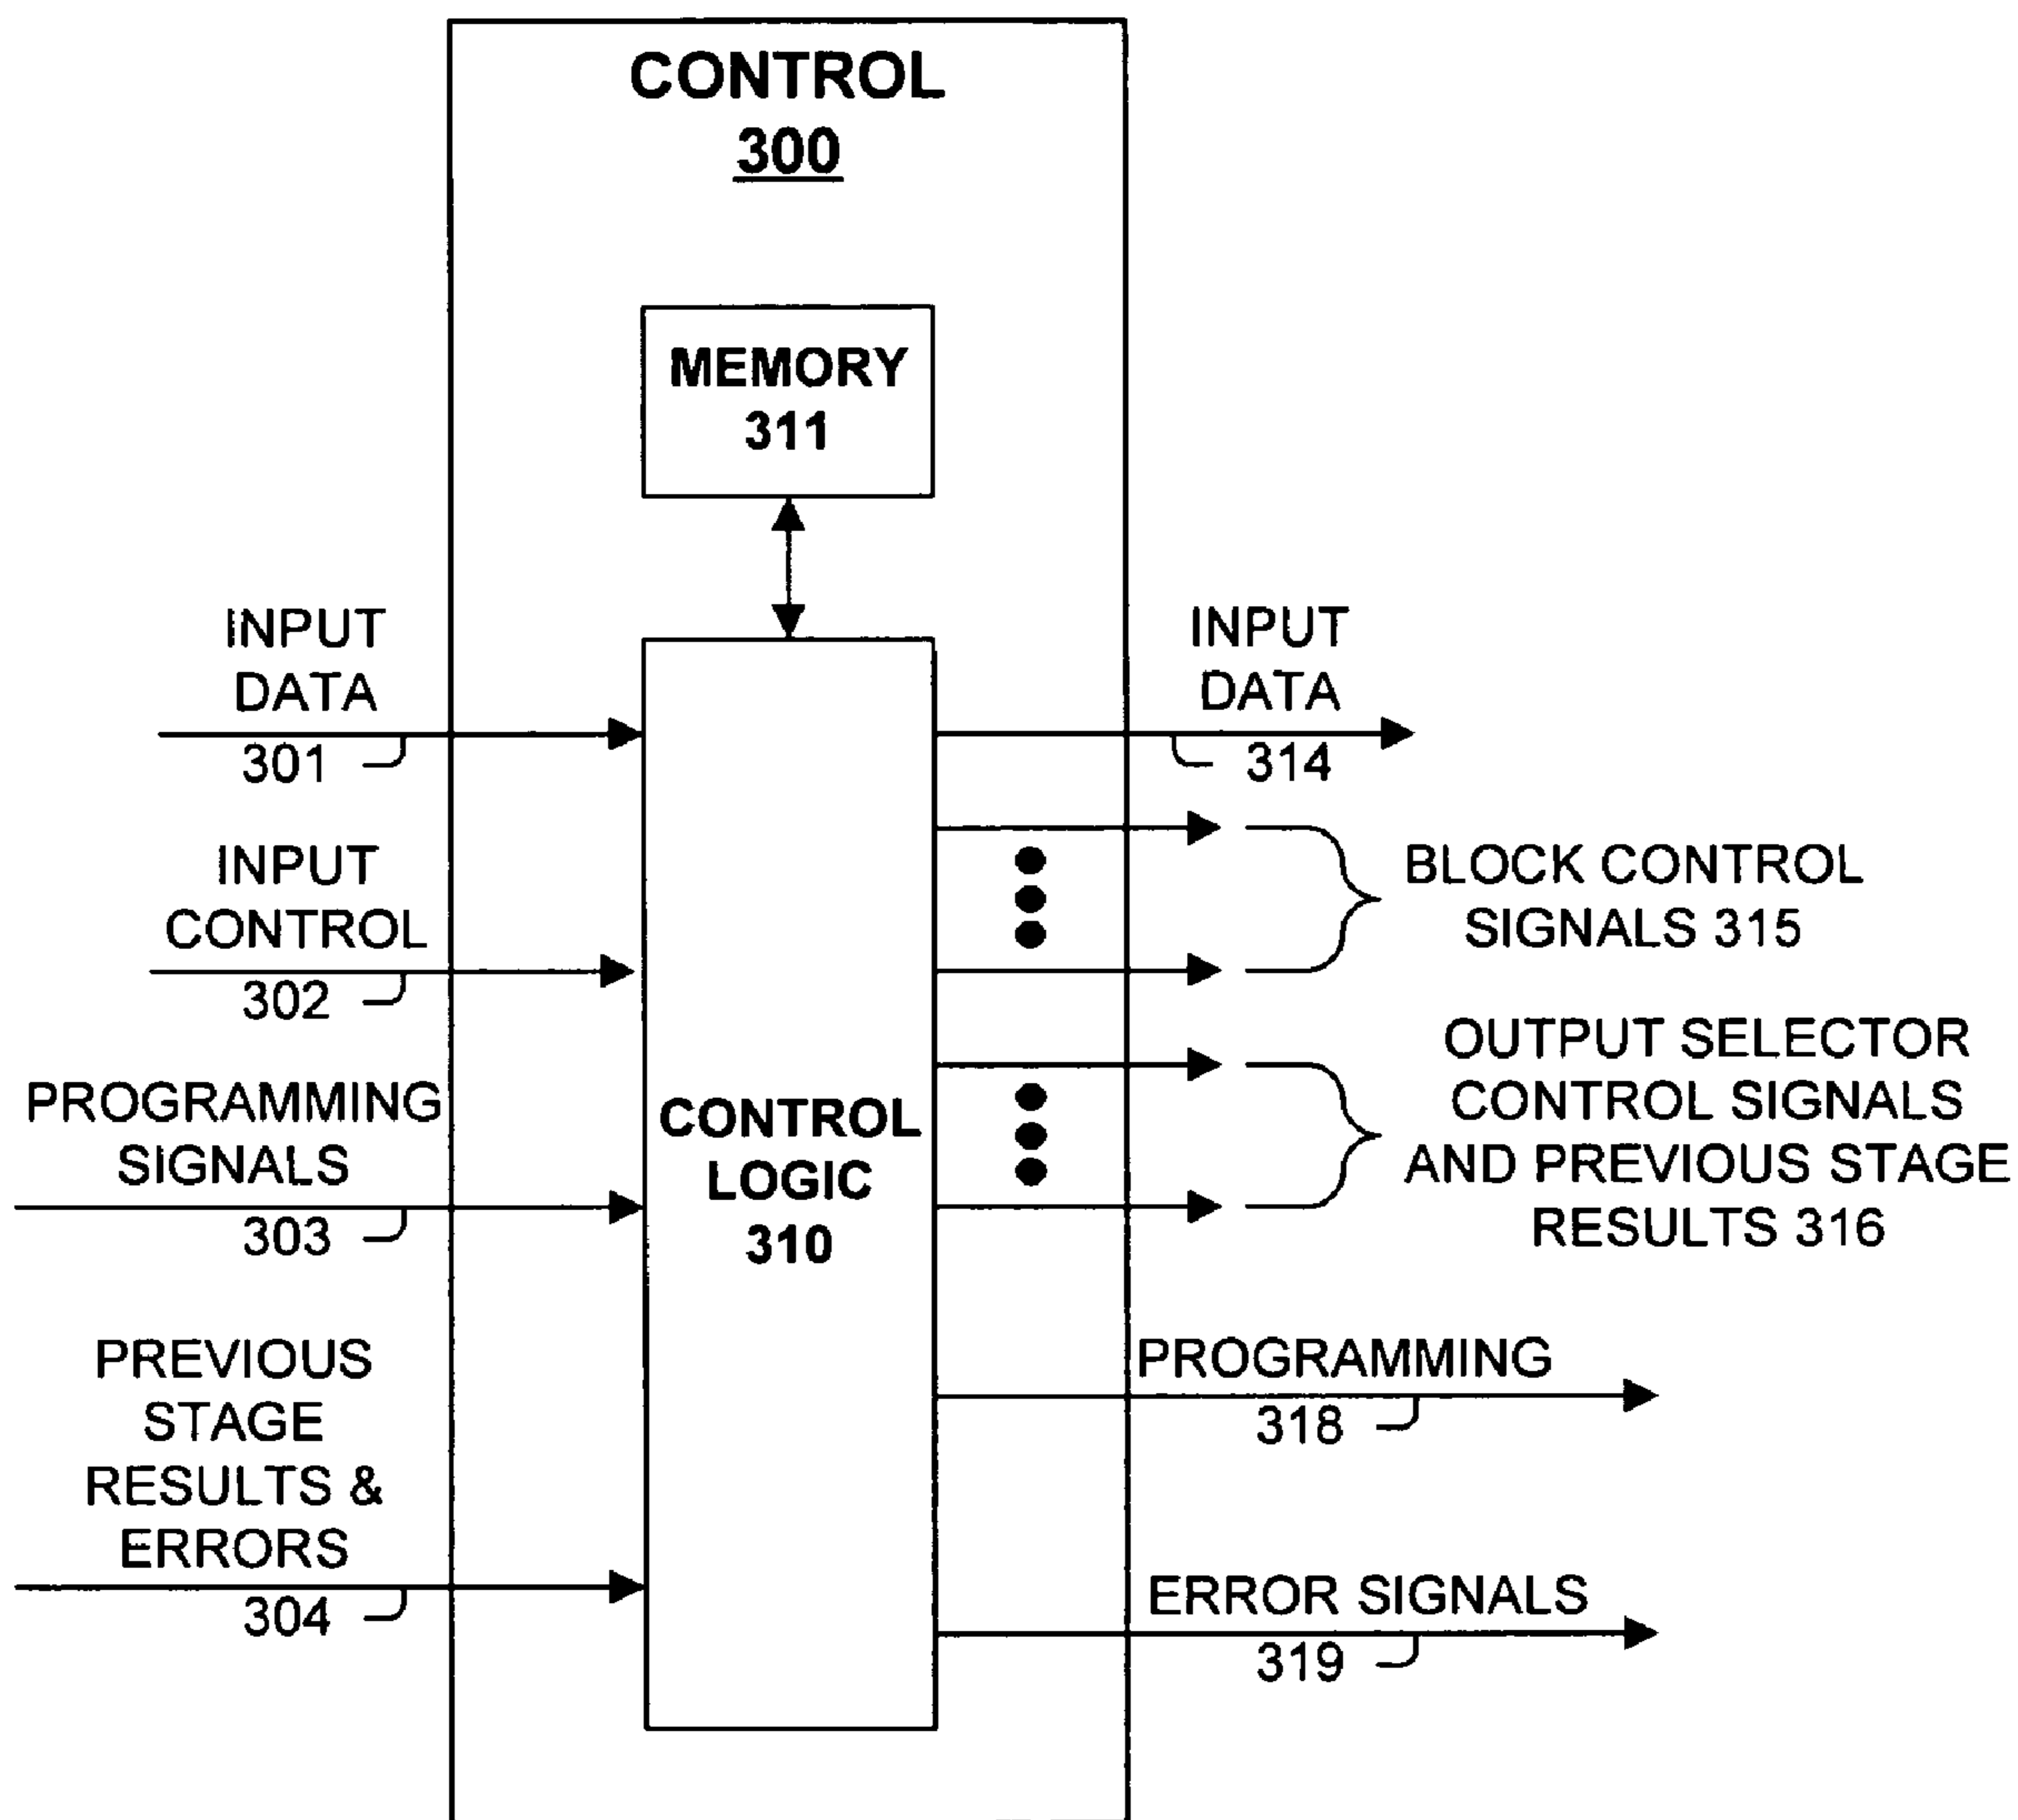 CONTROL
300
MEMORY
311
INPUT
DATA
301
INPUT
CONTROL
302
PROGRAMMING
SIGNALS
303
PREVIOUS
STAGE
RESULTS &
ERRORS
304
CONTROL
LOGIC
310
INPUT
DATA
314
BLOCK CONTROL
SIGNALS 315
OUTPUT SELECTOR
CONTROL SIGNALS
AND PREVIOUS STAGE
RESULTS 316
PROGRAMMING
318
ERROR SIGNALS
319